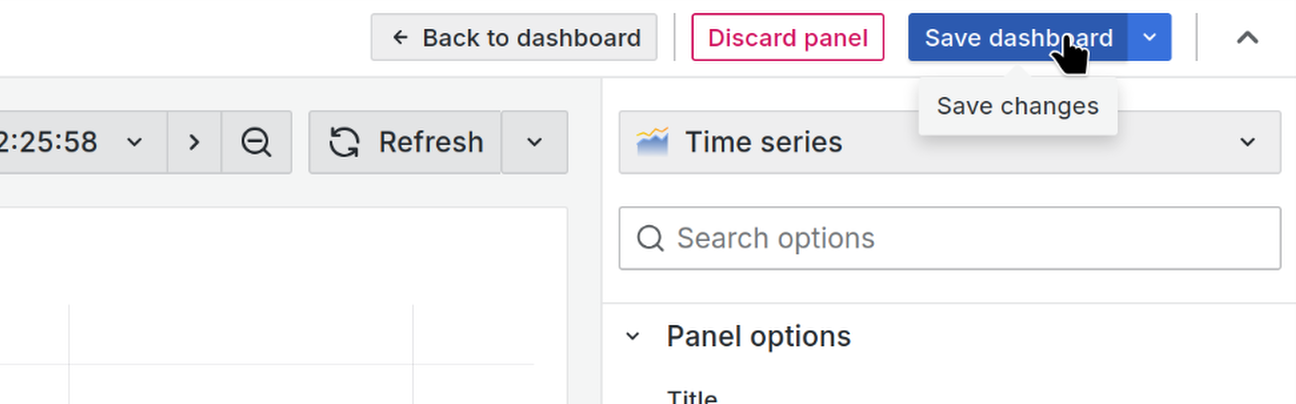 Back to dashboard
Discard panel
Save dashboard
Save changes
2:25:58
Refresh
Time series
Search options
Panel options
Title